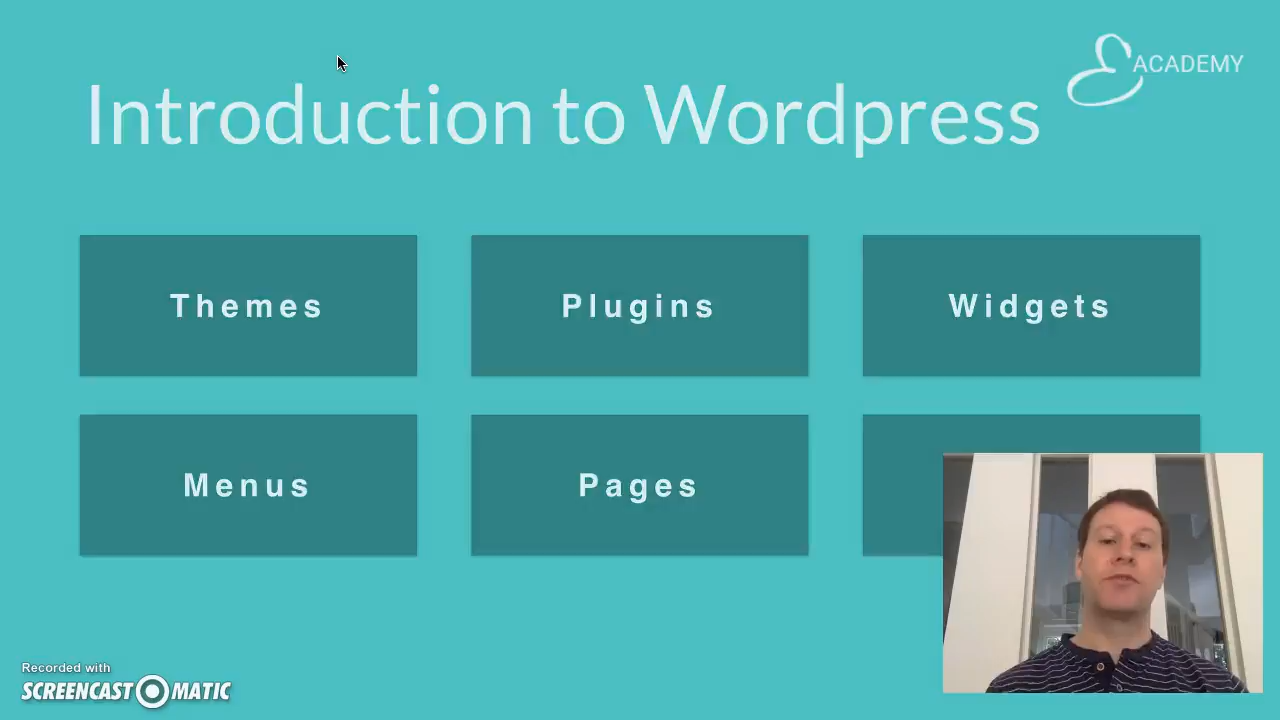 ACADEMY
Introduction to Wordpress
Themes
Plugins
Widgets
Menus
Pages
Recorded with
SCREENCAST MATIC